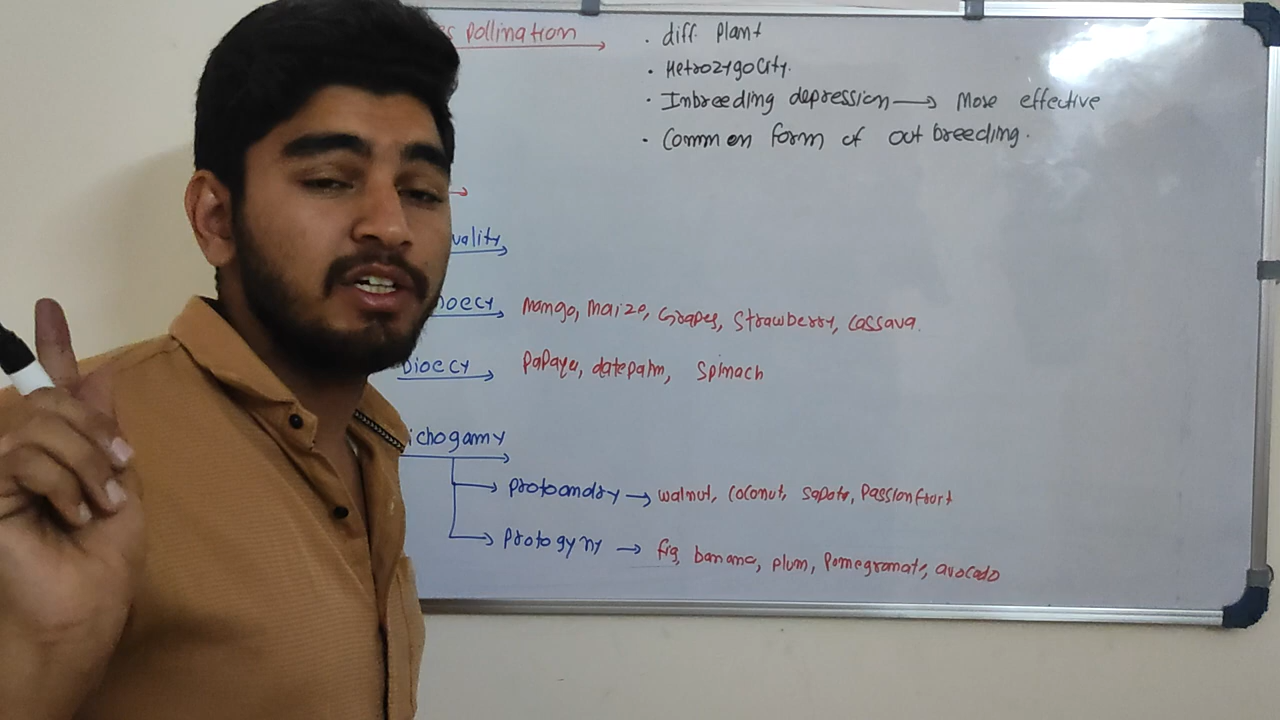 s pollination
. diff. plant
. Hetrozygocity.
. Inbreeding depression → More effective
. Common form of out breeding.
uality
noecy mango, maize, Grapes, Strawberry, Cassava.
Dioecy papaya, datepalm, Spinach
ichogamy
protoandry → walnut, coconut, sapota, Passionfruit
protogyny → fig, banana, plum, Pomegranate, avocado